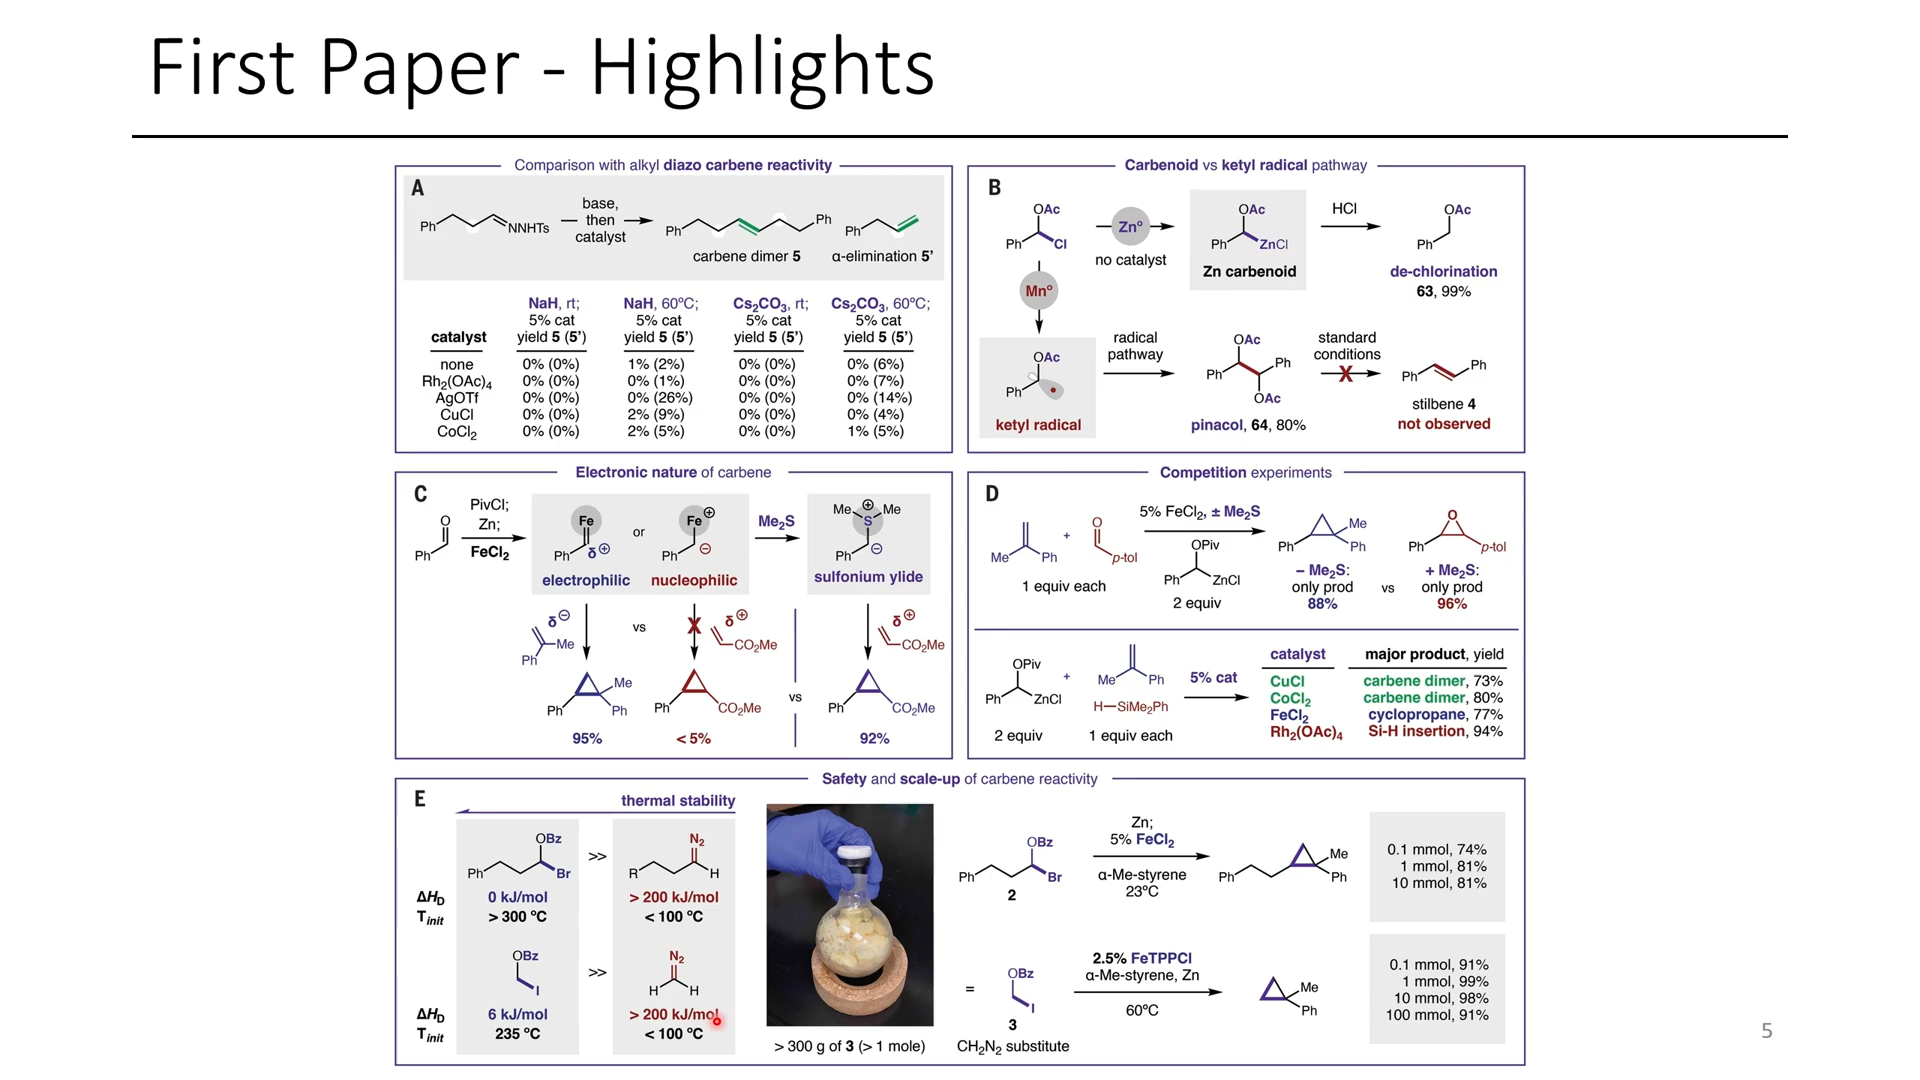 First Paper - Highlights
Comparison with alkyl diazo carbene reactivity
A
Ph
NNHTs
base,
then
catalyst
Ph
Ph
carbene dimer 5
Ph
α-elimination 5’
catalyst
NaH, rt;
5% cat
yield 5 (5’)
NaH, 60ºC;
5% cat
yield 5 (5’)
Cs₂CO₃, rt;
5% cat
yield 5 (5’)
Cs₂CO₃, 60ºC;
5% cat
yield 5 (5’)
none 0% (0%) 1% (2%) 0% (0%) 0% (6%)
Rh₂(OAc)₄ 0% (0%) 0% (1%) 0% (0%) 0% (7%)
AgOTf 0% (0%) 0% (26%) 0% (0%) 0% (14%)
CuCl 0% (0%) 2% (9%) 0% (0%) 0% (4%)
CoCl₂ 0% (0%) 2% (5%) 0% (0%) 1% (5%)
Carbenoid vs ketyl radical pathway
B
OAc
Ph
Cl
Znº
no catalyst
OAc
Ph
ZnCl
Zn carbenoid
HCl
OAc
Ph
de-chlorination
63, 99%
Mnº
OAc
Ph
ketyl radical
radical
pathway
OAc
Ph
Ph
OAc
pinacol, 64, 80%
standard
conditions
X
Ph
Ph
stilbene 4
not observed
Electronic nature of carbene
C
O
Ph
PivCl;
Zn;
FeCl₂
Fe
Ph
δ⊕
electrophilic
or
Fe ⊕
Ph
⊖
nucleophilic
Me₂S
⊕
Me S Me
Ph
⊖
sulfonium ylide
δ⊖
Me
Ph
vs
X
δ⊕
CO₂Me
δ⊕
CO₂Me
Me
Ph
Ph
95%
Ph
CO₂Me
< 5%
vs
Ph
CO₂Me
92%
Competition experiments
D
Me
Ph
+
O
p-tol
1 equiv each
5% FeCl₂, ± Me₂S
OPiv
Ph
ZnCl
2 equiv
Me
Ph
Ph
– Me₂S:
only prod
88%
vs
O
Ph
p-tol
+ Me₂S:
only prod
96%
OPiv
Ph
ZnCl
2 equiv
+
Me
Ph
H—SiMe₂Ph
1 equiv each
5% cat
catalyst major product, yield
CuCl carbene dimer, 73%
CoCl₂ carbene dimer, 80%
FeCl₂ cyclopropane, 77%
Rh₂(OAc)₄ Si-H insertion, 94%
Safety and scale-up of carbene reactivity
E
thermal stability
OBz
Ph
Br
>>
N₂
R
H
ΔH_D 0 kJ/mol > 200 kJ/mol
T_init > 300 ºC < 100 ºC
OBz
I
>>
N₂
H
H
ΔH_D 6 kJ/mol > 200 kJ/mol
T_init 235 ºC < 100 ºC
> 300 g of 3 (> 1 mole)
OBz
Ph
Br
2
Zn;
5% FeCl₂
α-Me-styrene
23ºC
Ph
Me
Ph
0.1 mmol, 74%
1 mmol, 81%
10 mmol, 81%
=
OBz
I
3
CH₂N₂ substitute
2.5% FeTPPCl
α-Me-styrene, Zn
60ºC
Me
Ph
0.1 mmol, 91%
1 mmol, 99%
10 mmol, 98%
100 mmol, 91%
5